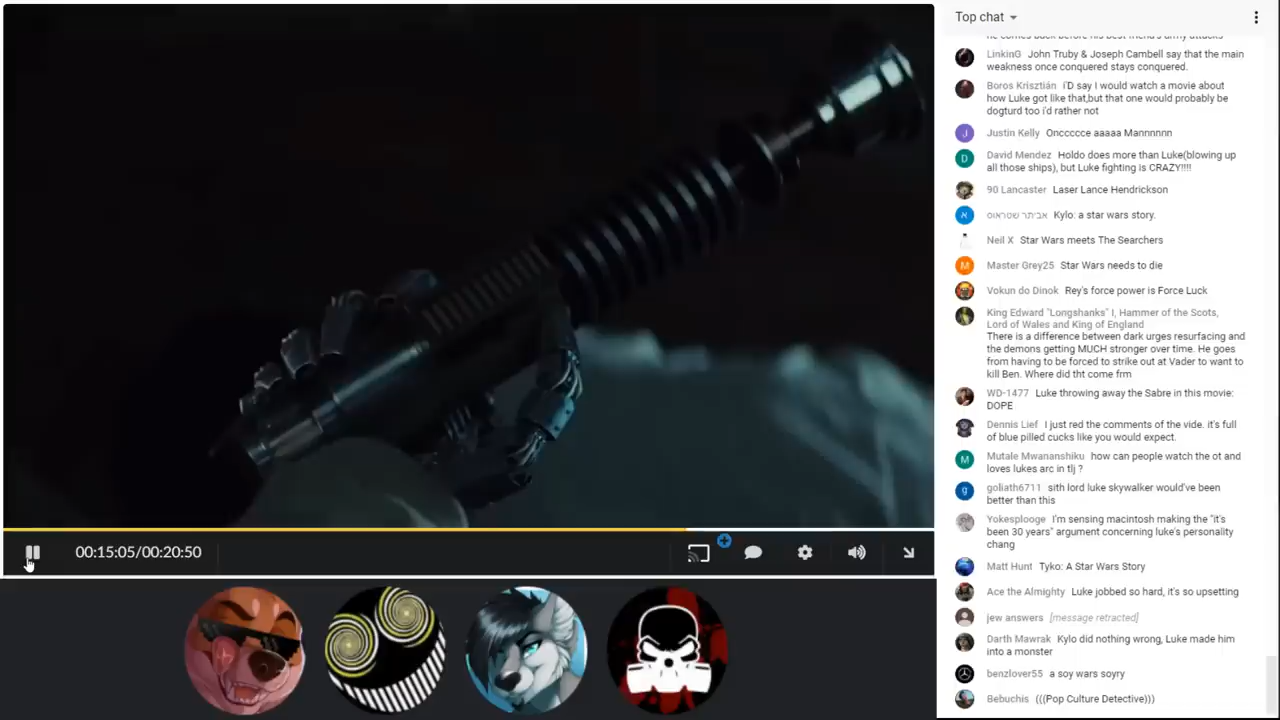 Top chat
he comes back before his best friend's army attacks
LinkinG John Truby & Joseph Cambell say that the main
weakness once conquered stays conquered.
Boros Krisztián i'D say I would watch a movie about
how Luke got like that,but that one would probably be
dogturd too i'd rather not
Justin Kelly Onccccce aaaaa Mannnnnn
David Mendez Holdo does more than Luke(blowing up
all those ships), but Luke fighting is CRAZY!!!!
90 Lancaster Laser Lance Hendrickson
אביתר שטראוס Kylo: a star wars story.
Neil X Star Wars meets The Searchers
Master Grey25 Star Wars needs to die
Vokun do Dinok Rey's force power is Force Luck
King Edward "Longshanks" I, Hammer of the Scots,
Lord of Wales and King of England
There is a difference between dark urges resurfacing and
the demons getting MUCH stronger over time. He goes
from having to be forced to strike out at Vader to want to
kill Ben. Where did tht come frm
WD-1477 Luke throwing away the Sabre in this movie:
DOPE
Dennis Lief I just red the comments of the vide. it's full
of blue pilled cucks like you would expect.
Mutale Mwananshiku how can people watch the ot and
loves lukes arc in tlj ?
goliath6711 sith lord luke skywalker would've been
better than this
Yokesplooge I'm sensing macintosh making the "it's
been 30 years" argument concerning luke's personality
chang
Matt Hunt Tyko: A Star Wars Story
Ace the Almighty Luke jobbed so hard, it's so upsetting
jew answers [message retracted]
Darth Mawrak Kylo did nothing wrong, Luke made him
into a monster
benzlover55 a soy wars soyry
Bebuchis (((Pop Culture Detective)))
00:15:05/00:20:50